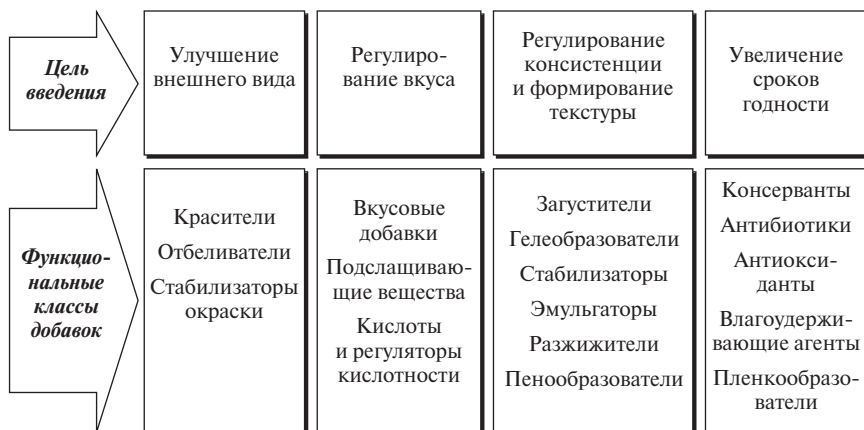 Цель
введения
Улучшение
внешнего вида
Регулиро-
вание вкуса
Регулирование
консистенции
и формирование
текстуры
Увеличение
сроков
годности
Функцио-
нальные
классы
добавок
Красители
Отбеливатели
Стабилизаторы
окраски
Вкусовые
добавки
Подслащиваю-
щие вещества
Кислоты
и регуляторы
кислотности
Загустители
Гелеобразователи
Стабилизаторы
Эмульгаторы
Разжижители
Пенообразователи
Консерванты
Антибиотики
Антиокси-
данты
Влагоудержи-
вающие агенты
Пленкообразо-
ватели